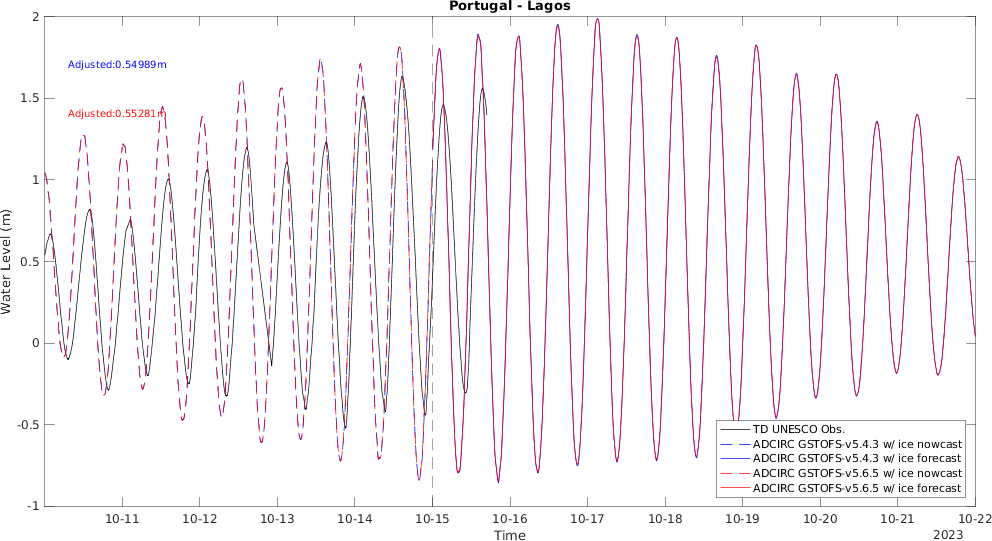 Portugal - Lagos
2
1.5
1
0.5
0
-0.5
-1
Water Level (m)
Adjusted:0.54989m
Adjusted:0.55281m
TD UNESCO Obs.
ADCIRC GSTOFS-v5.4.3 w/ ice nowcast
ADCIRC GSTOFS-v5.4.3 w/ ice forecast
ADCIRC GSTOFS-v5.6.5 w/ ice nowcast
ADCIRC GSTOFS-v5.6.5 w/ ice forecast
10-11 10-12 10-13 10-14 10-15 10-16 10-17 10-18 10-19 10-20 10-21 10-22
Time
2023